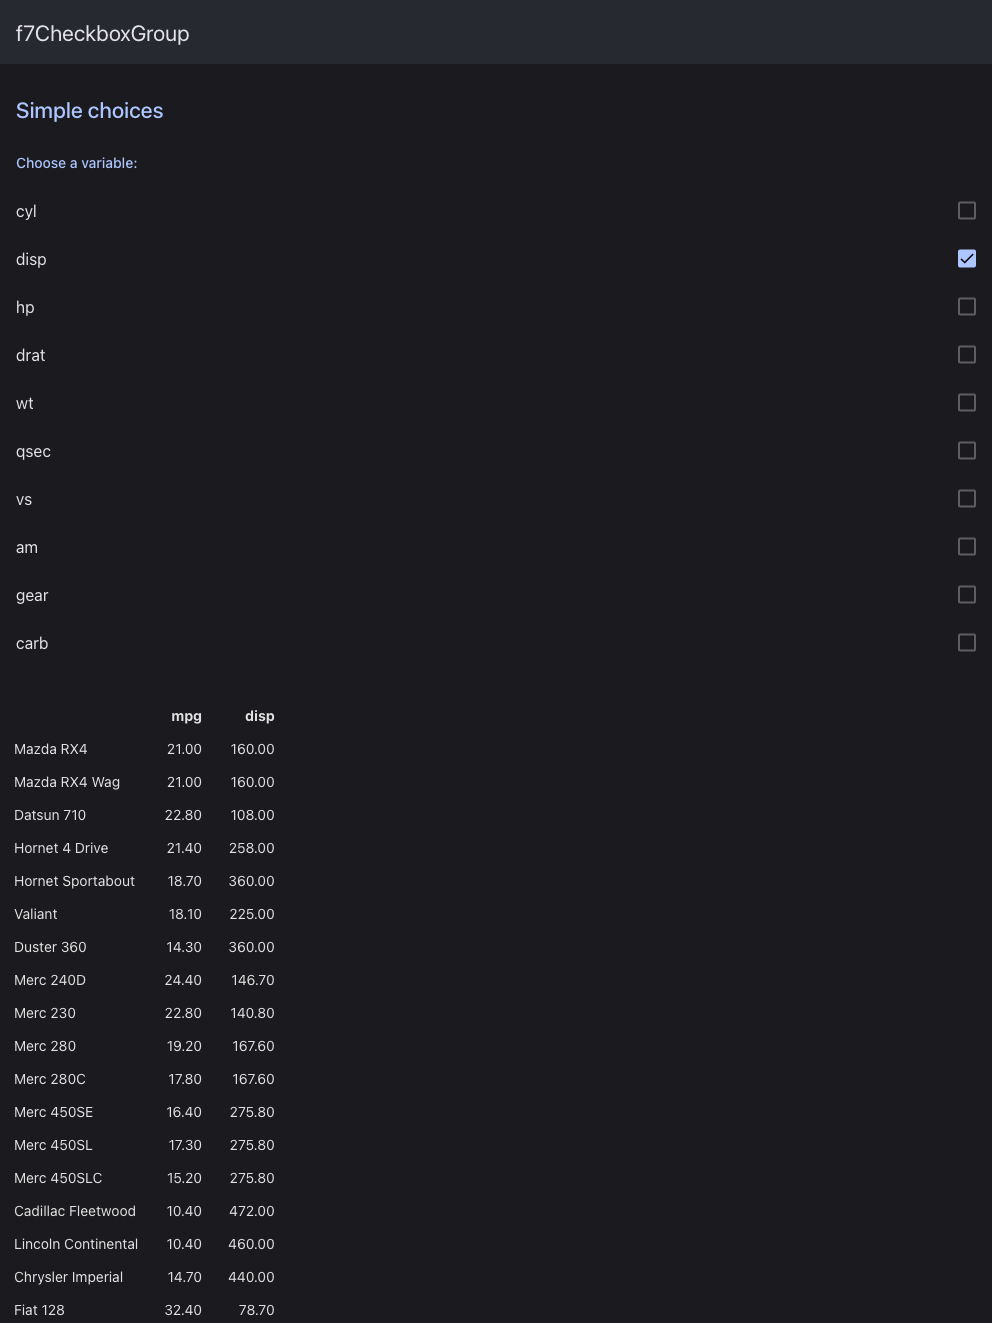 f7CheckboxGroup
Simple choices
Choose a variable:
cyl
disp
hp
drat
wt
qsec
vs
am
gear
carb
mpg disp
Mazda RX4 21.00 160.00
Mazda RX4 Wag 21.00 160.00
Datsun 710 22.80 108.00
Hornet 4 Drive 21.40 258.00
Hornet Sportabout 18.70 360.00
Valiant 18.10 225.00
Duster 360 14.30 360.00
Merc 240D 24.40 146.70
Merc 230 22.80 140.80
Merc 280 19.20 167.60
Merc 280C 17.80 167.60
Merc 450SE 16.40 275.80
Merc 450SL 17.30 275.80
Merc 450SLC 15.20 275.80
Cadillac Fleetwood 10.40 472.00
Lincoln Continental 10.40 460.00
Chrysler Imperial 14.70 440.00
Fiat 128 32.40 78.70